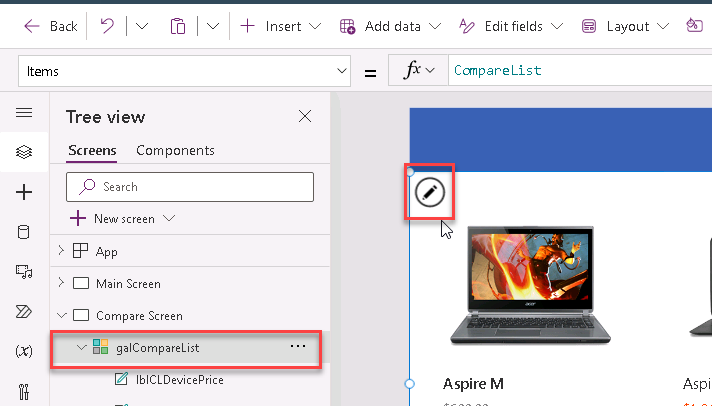 Back
Insert
Add data
Edit fields
Layout
Items
=
fx
CompareList
Tree view
Screens
Components
Search
New screen
App
Main Screen
Compare Screen
galCompareList
lblCLDevicePrice
(x)
acer
Aspire M
Aspi